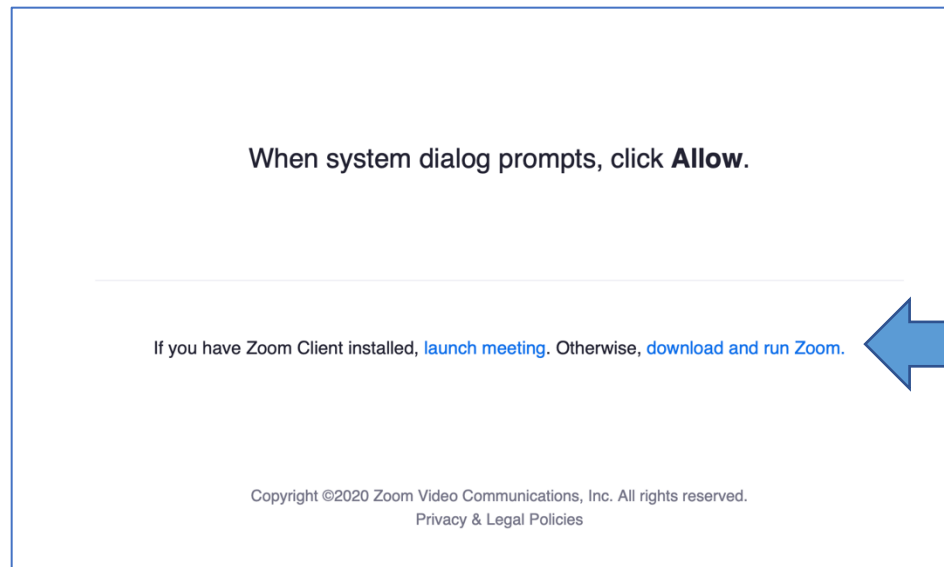 When system dialog prompts, click Allow.
If you have Zoom Client installed, launch meeting. Otherwise, download and run Zoom.
Copyright ©2020 Zoom Video Communications, Inc. All rights reserved.
Privacy & Legal Policies